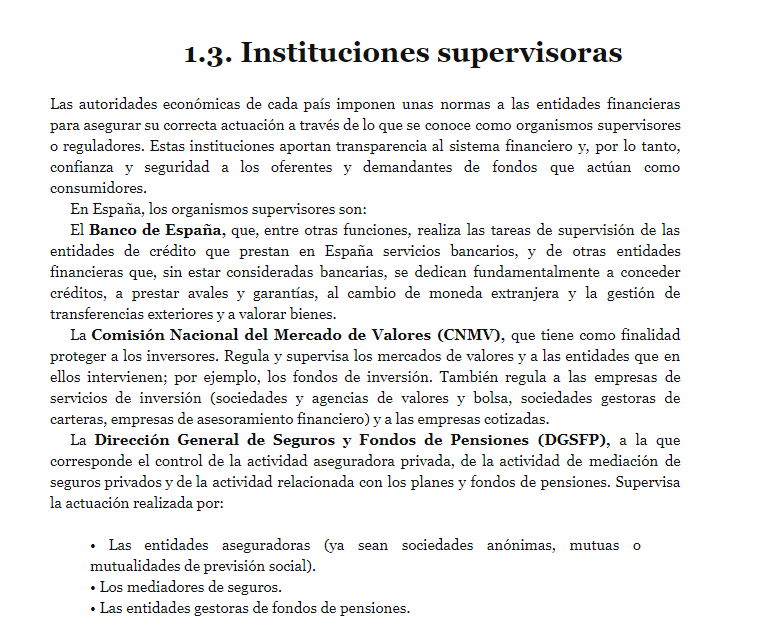 1.3. Instituciones supervisoras
Las autoridades económicas de cada país imponen unas normas a las entidades financieras
para asegurar su correcta actuación a través de lo que se conoce como organismos supervisores
o reguladores. Estas instituciones aportan transparencia al sistema financiero y, por lo tanto,
confianza y seguridad a los oferentes y demandantes de fondos que actúan como
consumidores.
En España, los organismos supervisores son:
El Banco de España, que, entre otras funciones, realiza las tareas de supervisión de las
entidades de crédito que prestan en España servicios bancarios, y de otras entidades
financieras que, sin estar consideradas bancarias, se dedican fundamentalmente a conceder
créditos, a prestar avales y garantías, al cambio de moneda extranjera y la gestión de
transferencias exteriores y a valorar bienes.
La Comisión Nacional del Mercado de Valores (CNMV), que tiene como finalidad
proteger a los inversores. Regula y supervisa los mercados de valores y a las entidades que en
ellos intervienen; por ejemplo, los fondos de inversión. También regula a las empresas de
servicios de inversión (sociedades y agencias de valores y bolsa, sociedades gestoras de
carteras, empresas de asesoramiento financiero) y a las empresas cotizadas.
La Dirección General de Seguros y Fondos de Pensiones (DGSFP), a la que
corresponde el control de la actividad aseguradora privada, de la actividad de mediación de
seguros privados y de la actividad relacionada con los planes y fondos de pensiones. Supervisa
la actuación realizada por:
• Las entidades aseguradoras (ya sean sociedades anónimas, mutuas o
mutualidades de previsión social).
• Los mediadores de seguros.
• Las entidades gestoras de fondos de pensiones.